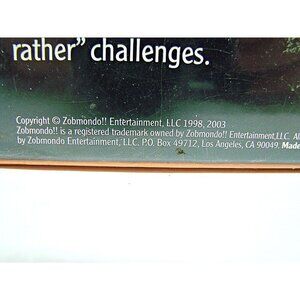 rather” challenges.
Copyright © Zobmondo!! Entertainment, LLC 1998, 2003
Zobmondo!! is a registered trademark owned by Zobmondo!! Entertainment,LLC. Al
by Zobmondo Entertainment, LLC. P.O. Box 49712, Los Angeles, CA 90049. Made